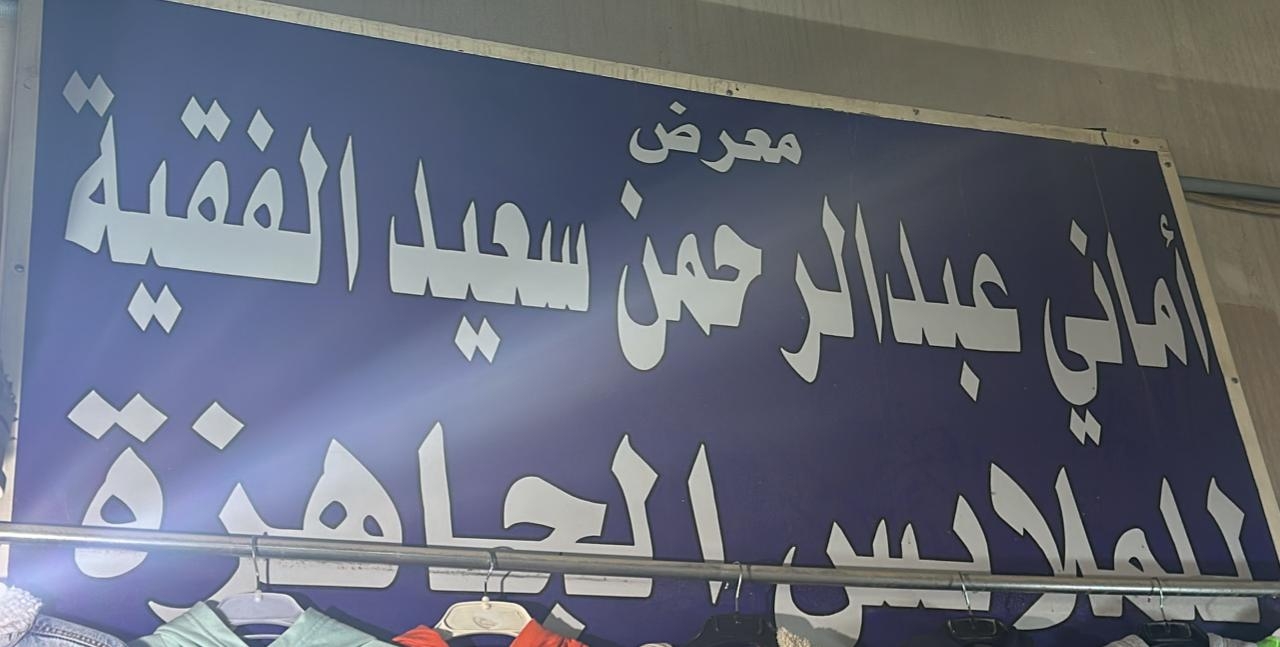 معرض
أماني عبدالرحمن سعيد الفقية
للملابس الجاهزة